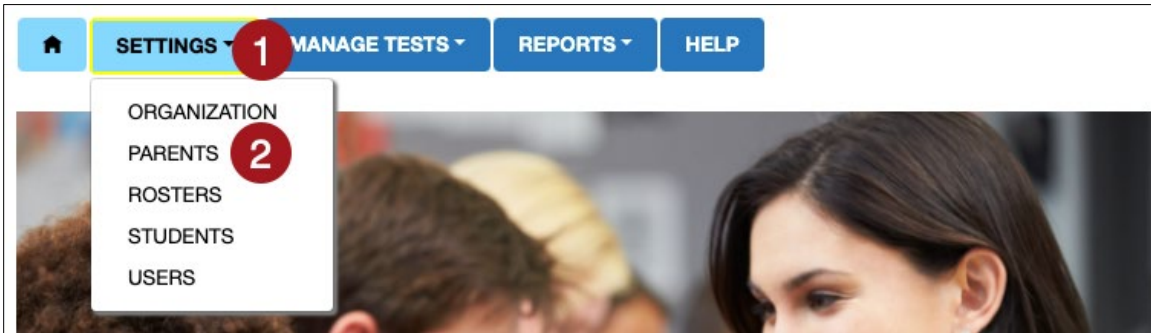 SETTINGS 1 MANAGE TESTS REPORTS HELP
ORGANIZATION
PARENTS 2
ROSTERS
STUDENTS
USERS